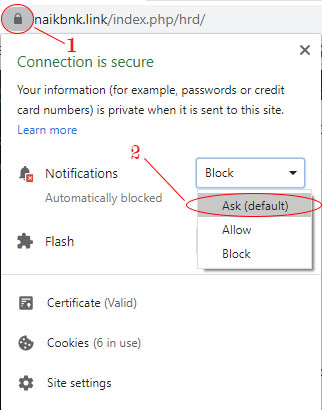 naikbnk.link/index.php/hrd/
1
Connection is secure
Your information (for example, passwords or credit
card numbers) is private when it is sent to this site.
Learn more
2
Notifications Block
Automatically blocked
Ask (default)
Allow
Block
Flash
Certificate (Valid)
Cookies (6 in use)
Site settings